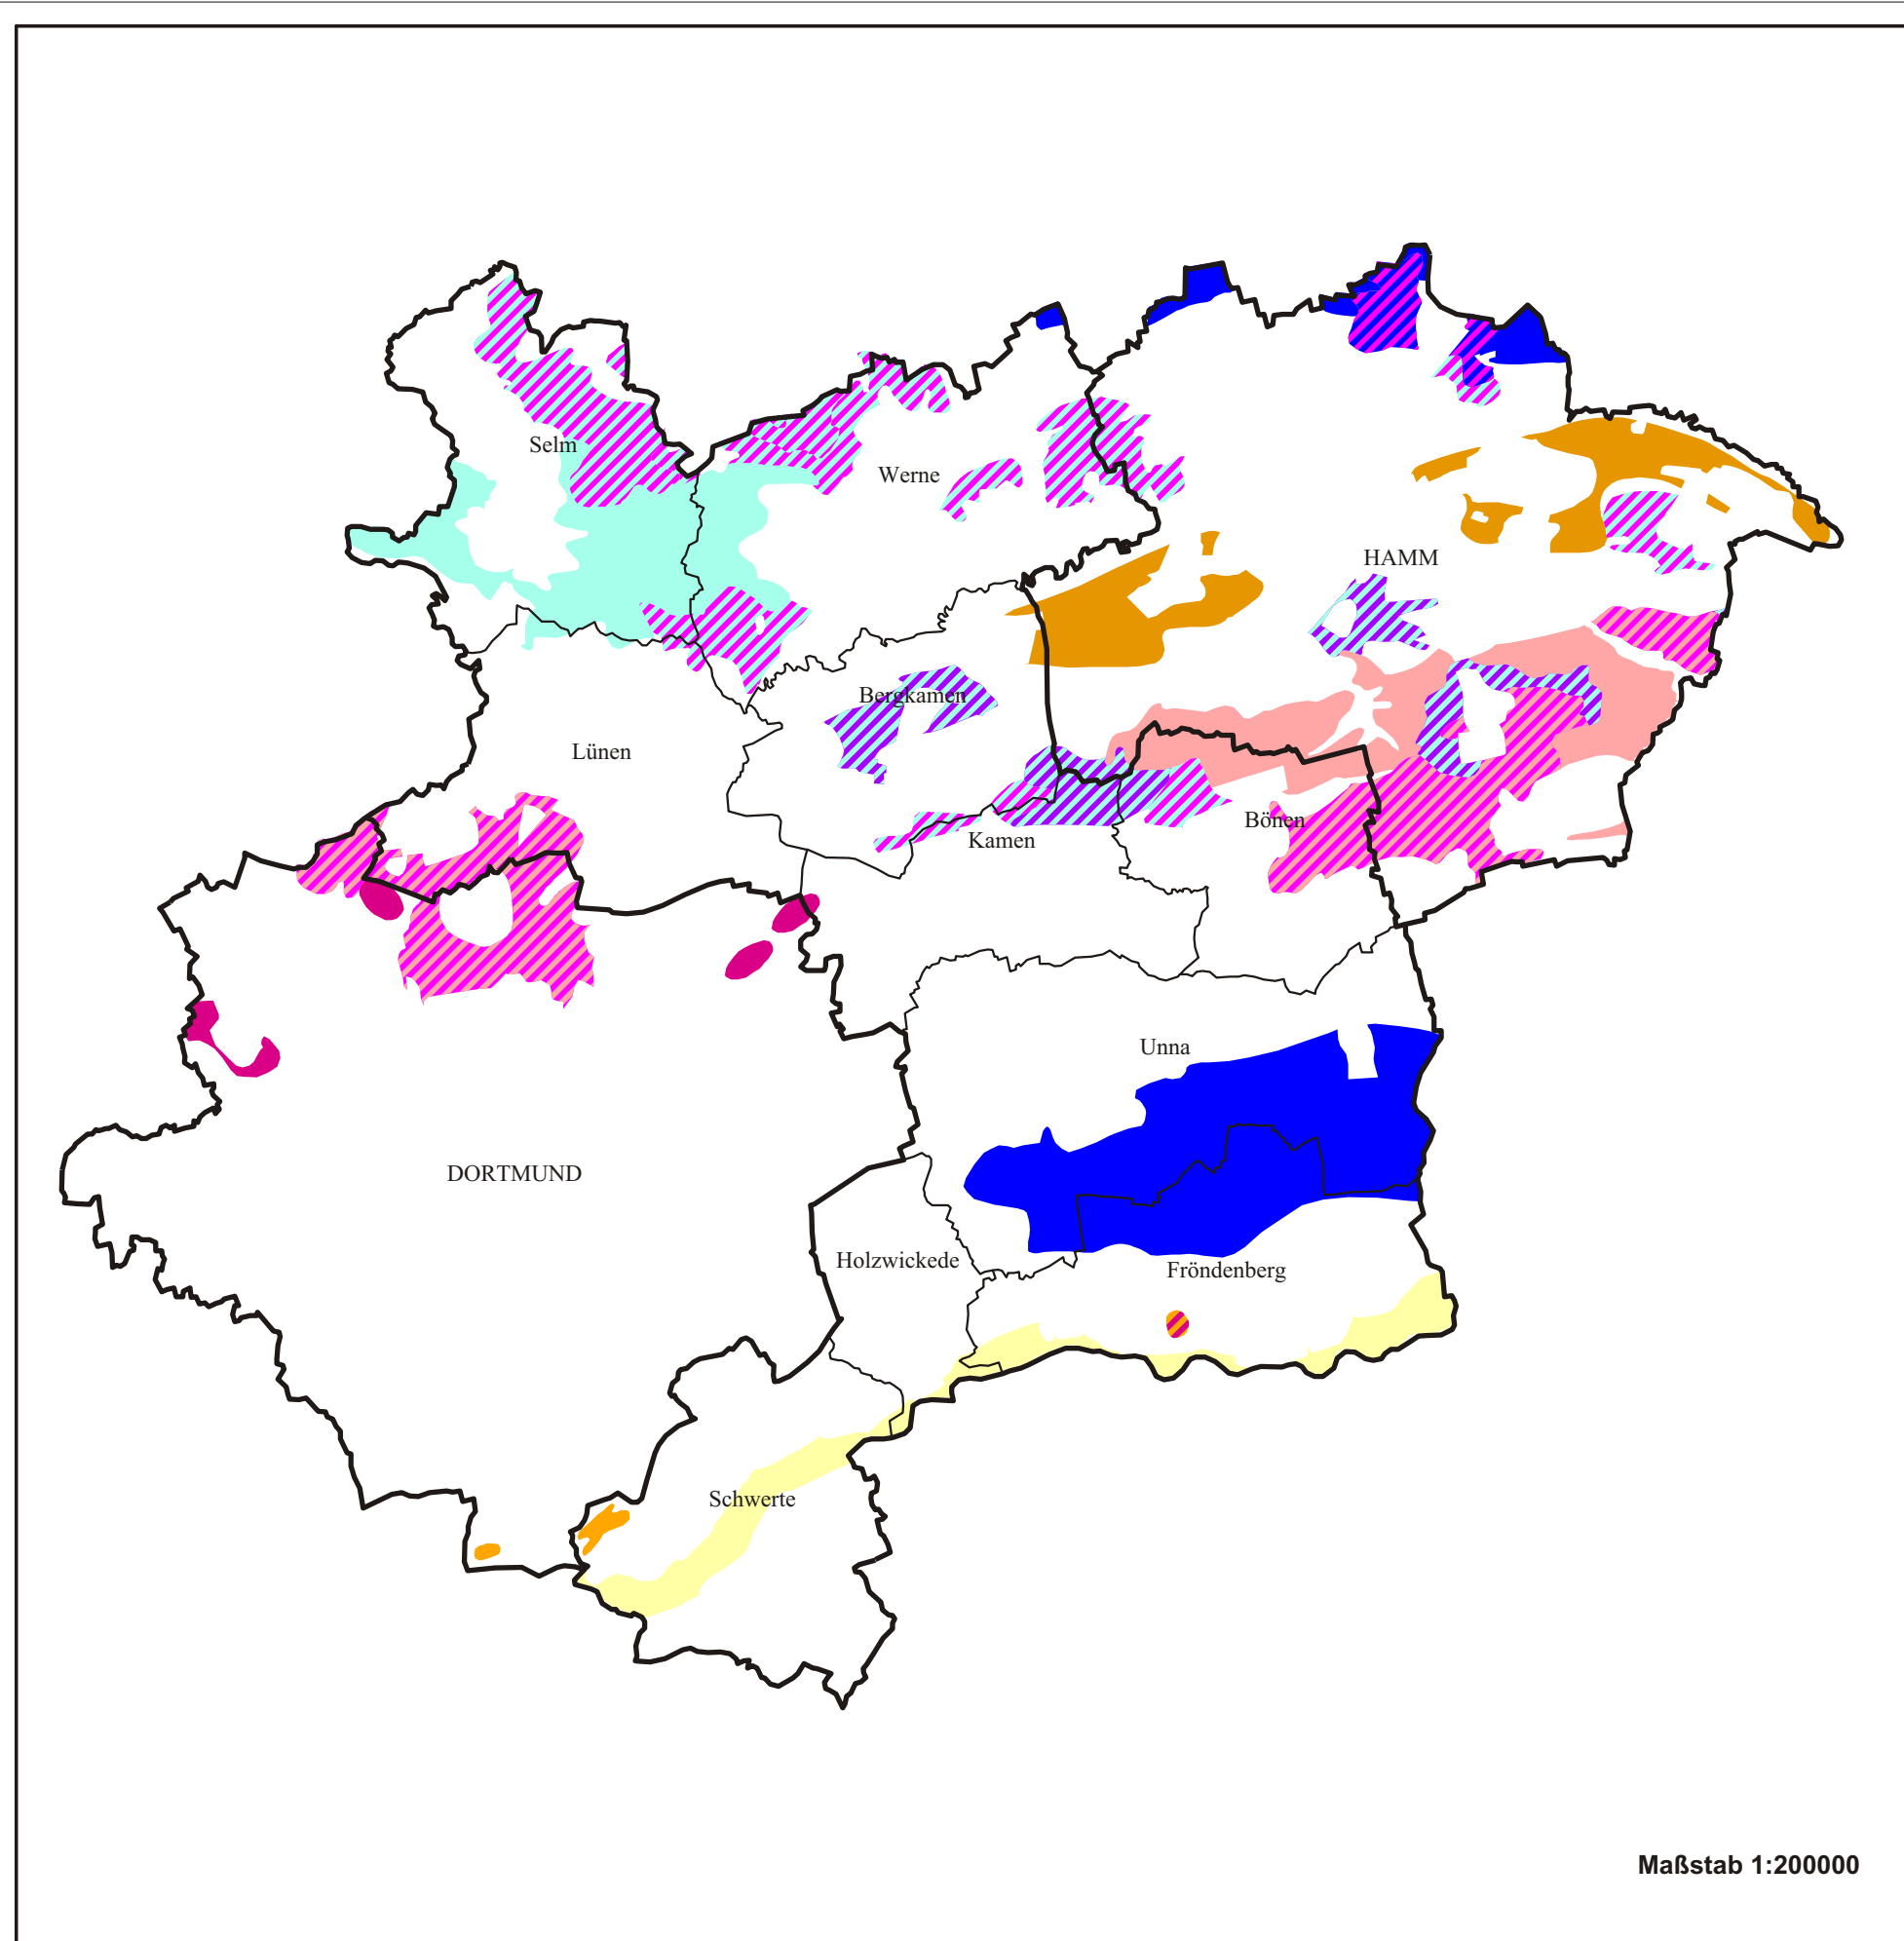 Selm
Werne
HAMM
Bergkamen
Lünen
Bönen
Kamen
Unna
DORTMUND
Holzwickede
Fröndenberg
Schwerte
Maßstab 1:200000